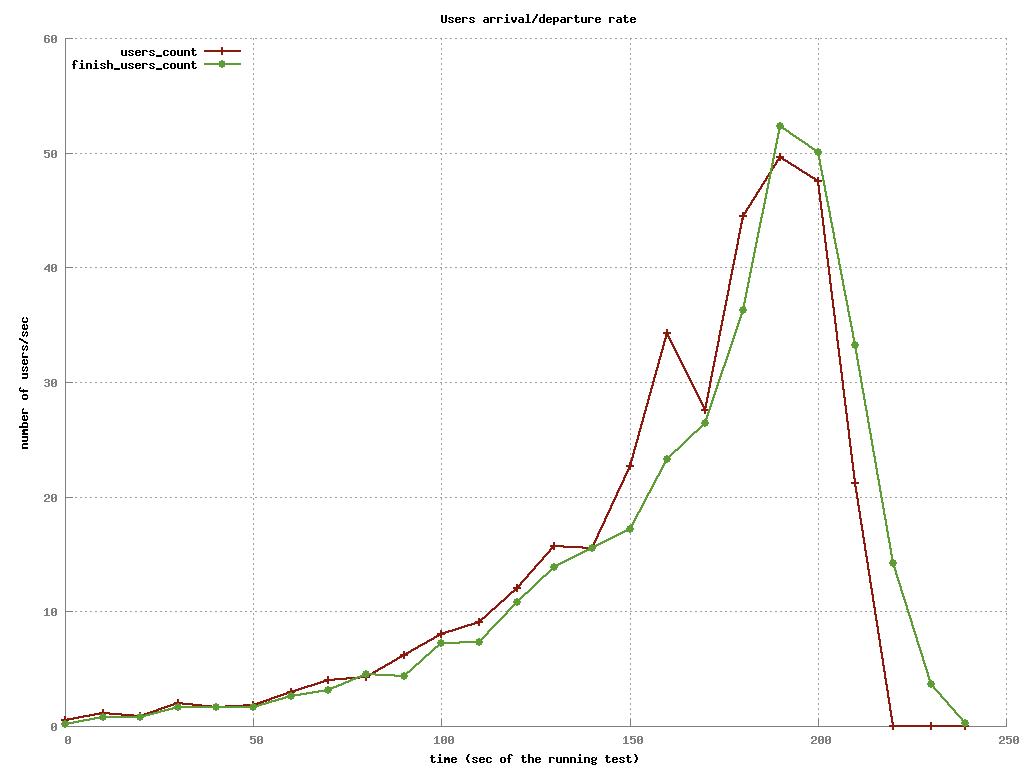 Users arrival/departure rate
60
users_count
finish_users_count
50
40
30
20
10
0
number of users/sec
0 50 100 150 200 250
time (sec of the running test)